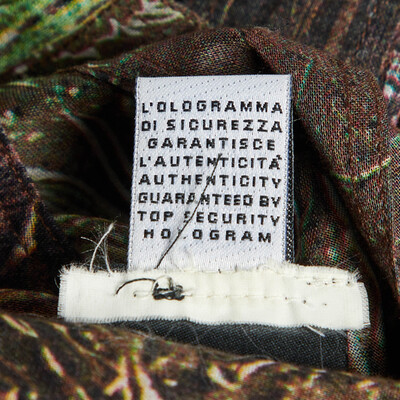 L'OLOGRAMMA
DI SICUREZZA
GARANTISCE
L'AUTENTICITÀ
AUTHENTICITY
GUARANTEED BY
TOP SECURITY
HOLOGRAM